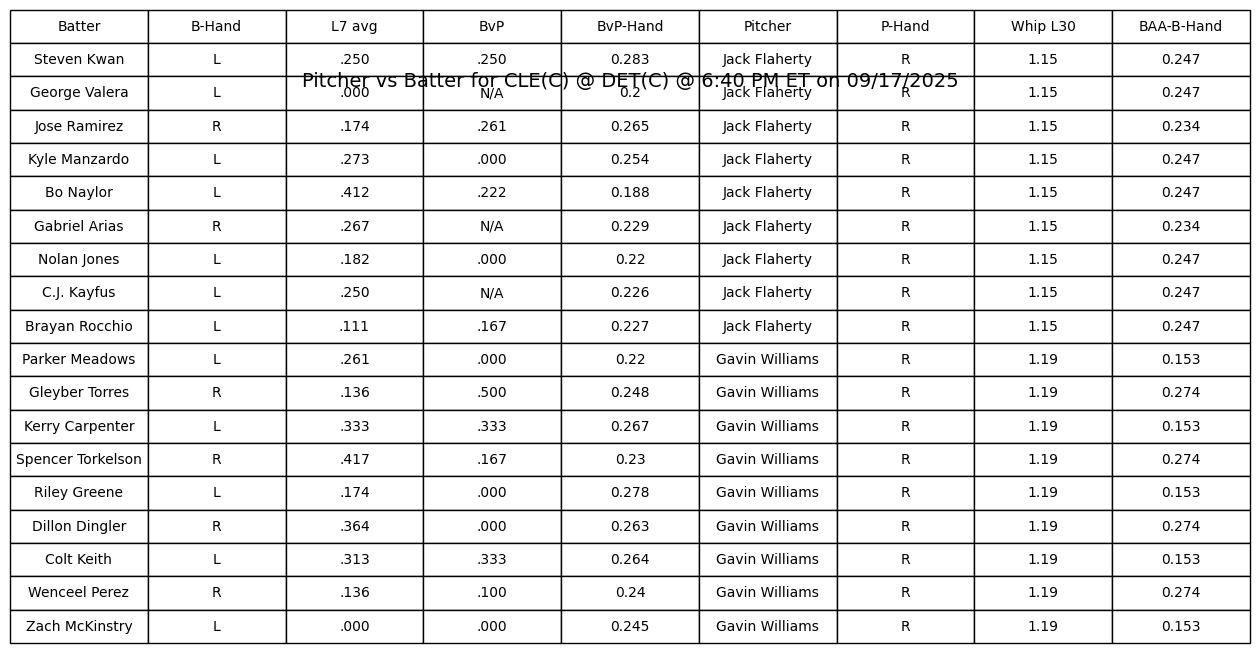 Batter B-Hand L7 avg BvP BvP-Hand Pitcher P-Hand Whip L30 BAA-B-Hand
Steven Kwan L .250 .250 0.283 Jack Flaherty R 1.15 0.247
Pitcher vs Batter for CLE(C) @ DET(C) @ 6:40 PM ET on 09/17/2025
George Valera L .000 N/A 0.2 Jack Flaherty R 1.15 0.247
Jose Ramirez R .174 .261 0.265 Jack Flaherty R 1.15 0.234
Kyle Manzardo L .273 .000 0.254 Jack Flaherty R 1.15 0.247
Bo Naylor L .412 .222 0.188 Jack Flaherty R 1.15 0.247
Gabriel Arias R .267 N/A 0.229 Jack Flaherty R 1.15 0.234
Nolan Jones L .182 .000 0.22 Jack Flaherty R 1.15 0.247
C.J. Kayfus L .250 N/A 0.226 Jack Flaherty R 1.15 0.247
Brayan Rocchio L .111 .167 0.227 Jack Flaherty R 1.15 0.247
Parker Meadows L .261 .000 0.22 Gavin Williams R 1.19 0.153
Gleyber Torres R .136 .500 0.248 Gavin Williams R 1.19 0.274
Kerry Carpenter L .333 .333 0.267 Gavin Williams R 1.19 0.153
Spencer Torkelson R .417 .167 0.23 Gavin Williams R 1.19 0.274
Riley Greene L .174 .000 0.278 Gavin Williams R 1.19 0.153
Dillon Dingler R .364 .000 0.263 Gavin Williams R 1.19 0.274
Colt Keith L .313 .333 0.264 Gavin Williams R 1.19 0.153
Wenceel Perez R .136 .100 0.24 Gavin Williams R 1.19 0.274
Zach McKinstry L .000 .000 0.245 Gavin Williams R 1.19 0.153